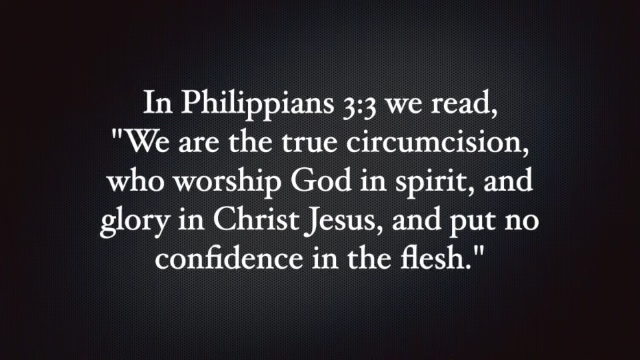 In Philippians 3:3 we read,
"We are the true circumcision,
who worship God in spirit, and
glory in Christ Jesus, and put no
confidence in the flesh."